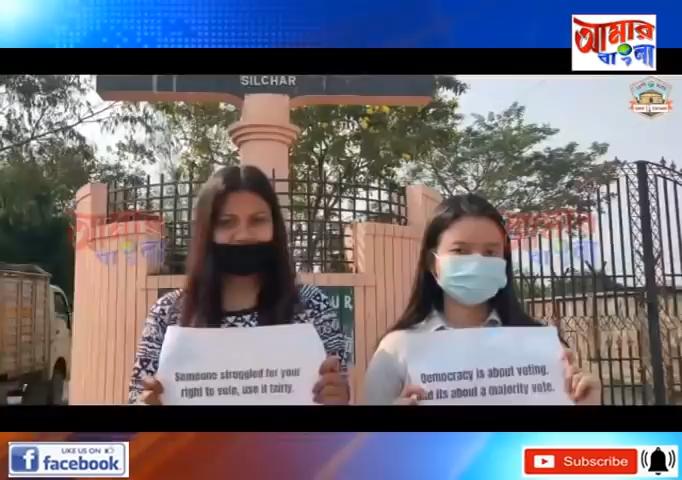 আমার
বাংলা
SILCHAR
আমার
বাংলা
Someone struggled for your
right to vote, use it fairly.
Democracy is about voting.
and its about a majority vote.
LIKE US ON
facebook
Subscribe